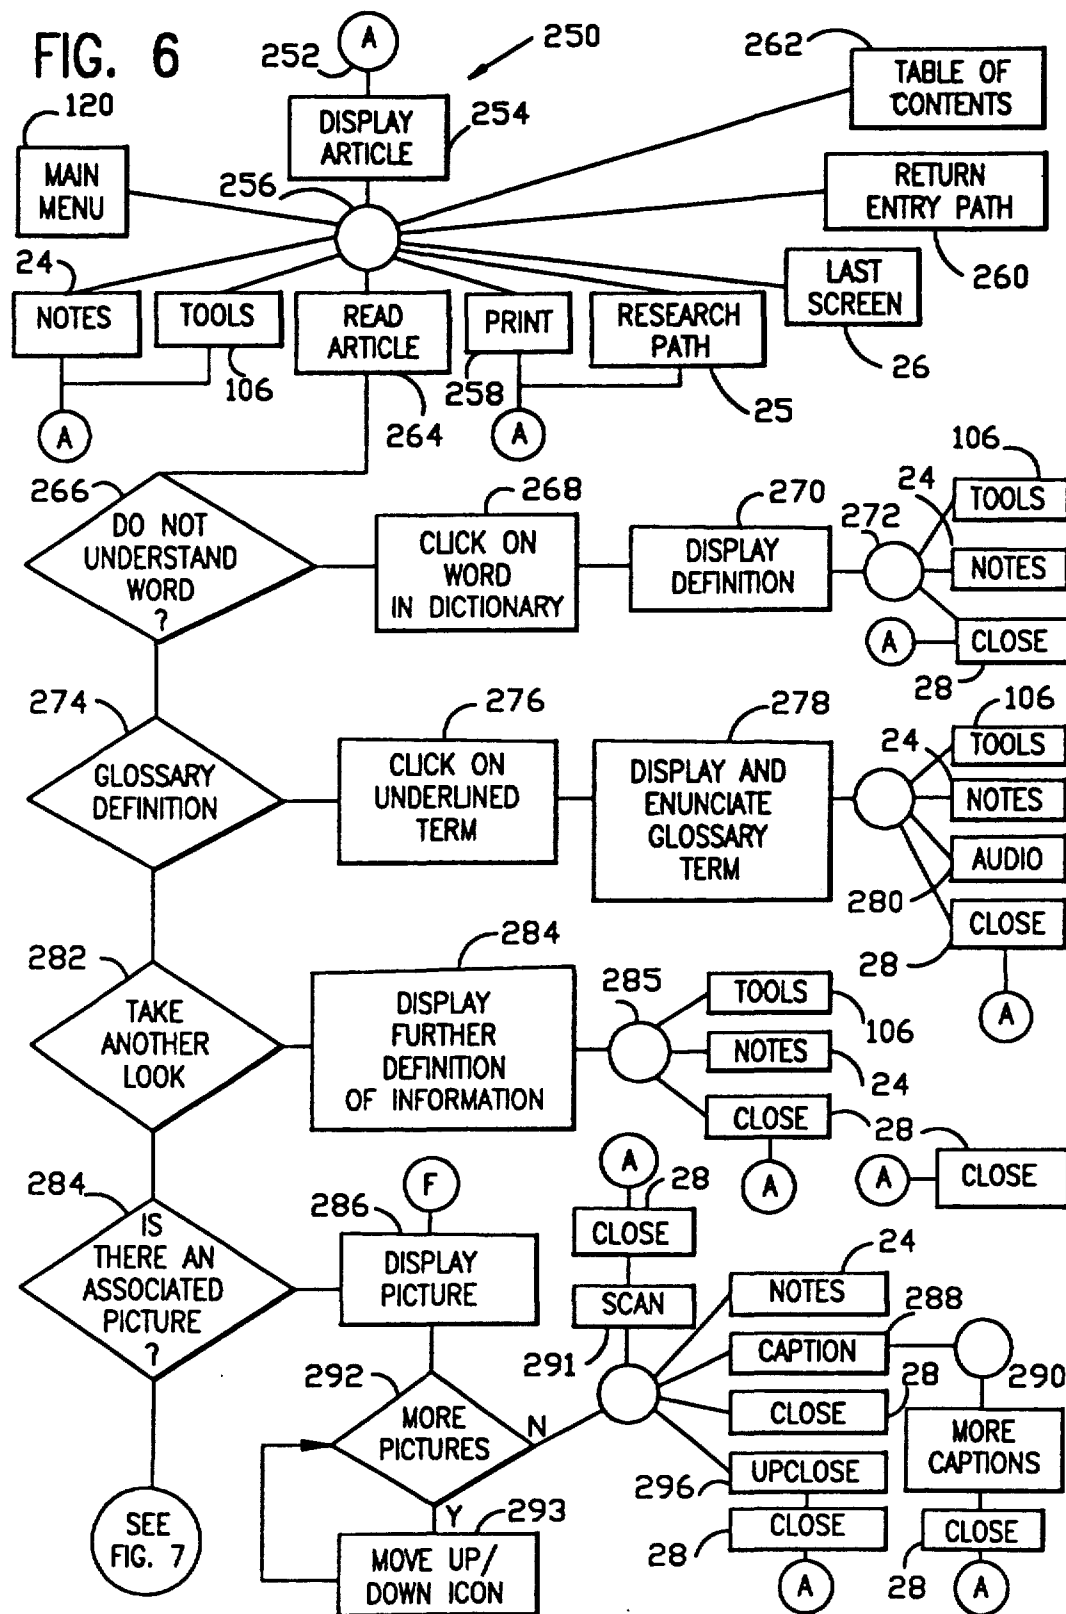 FIG. 6
A
252
250
262
TABLE OF
CONTENTS
120
DISPLAY
ARTICLE
254
MAIN
MENU
256
RETURN
ENTRY PATH
260
24
NOTES
TOOLS
106
READ
ARTICLE
264
PRINT
258
RESEARCH
PATH
25
LAST
SCREEN
26
A
A
266
DO NOT
UNDERSTAND
WORD
?
268
CLICK ON
WORD
IN DICTIONARY
270
DISPLAY
DEFINITION
272
106
TOOLS
24
NOTES
A
CLOSE
28
274
GLOSSARY
DEFINITION
276
CLICK ON
UNDERLINED
TERM
278
DISPLAY AND
ENUNCIATE
GLOSSARY
TERM
106
TOOLS
24
NOTES
AUDIO
280
CLOSE
28
A
282
TAKE
ANOTHER
LOOK
284
DISPLAY
FURTHER
DEFINITION
OF INFORMATION
285
TOOLS
106
NOTES
24
CLOSE
28
A
A
CLOSE
284
IS
THERE AN
ASSOCIATED
PICTURE
?
F
286
DISPLAY
PICTURE
A
28
CLOSE
SCAN
291
24
NOTES
288
CAPTION
290
28
CLOSE
MORE
CAPTIONS
UPCLOSE
296
CLOSE
28
A
CLOSE
28
A
292
MORE
PICTURES
N
Y
293
MOVE UP/
DOWN ICON
SEE
FIG. 7